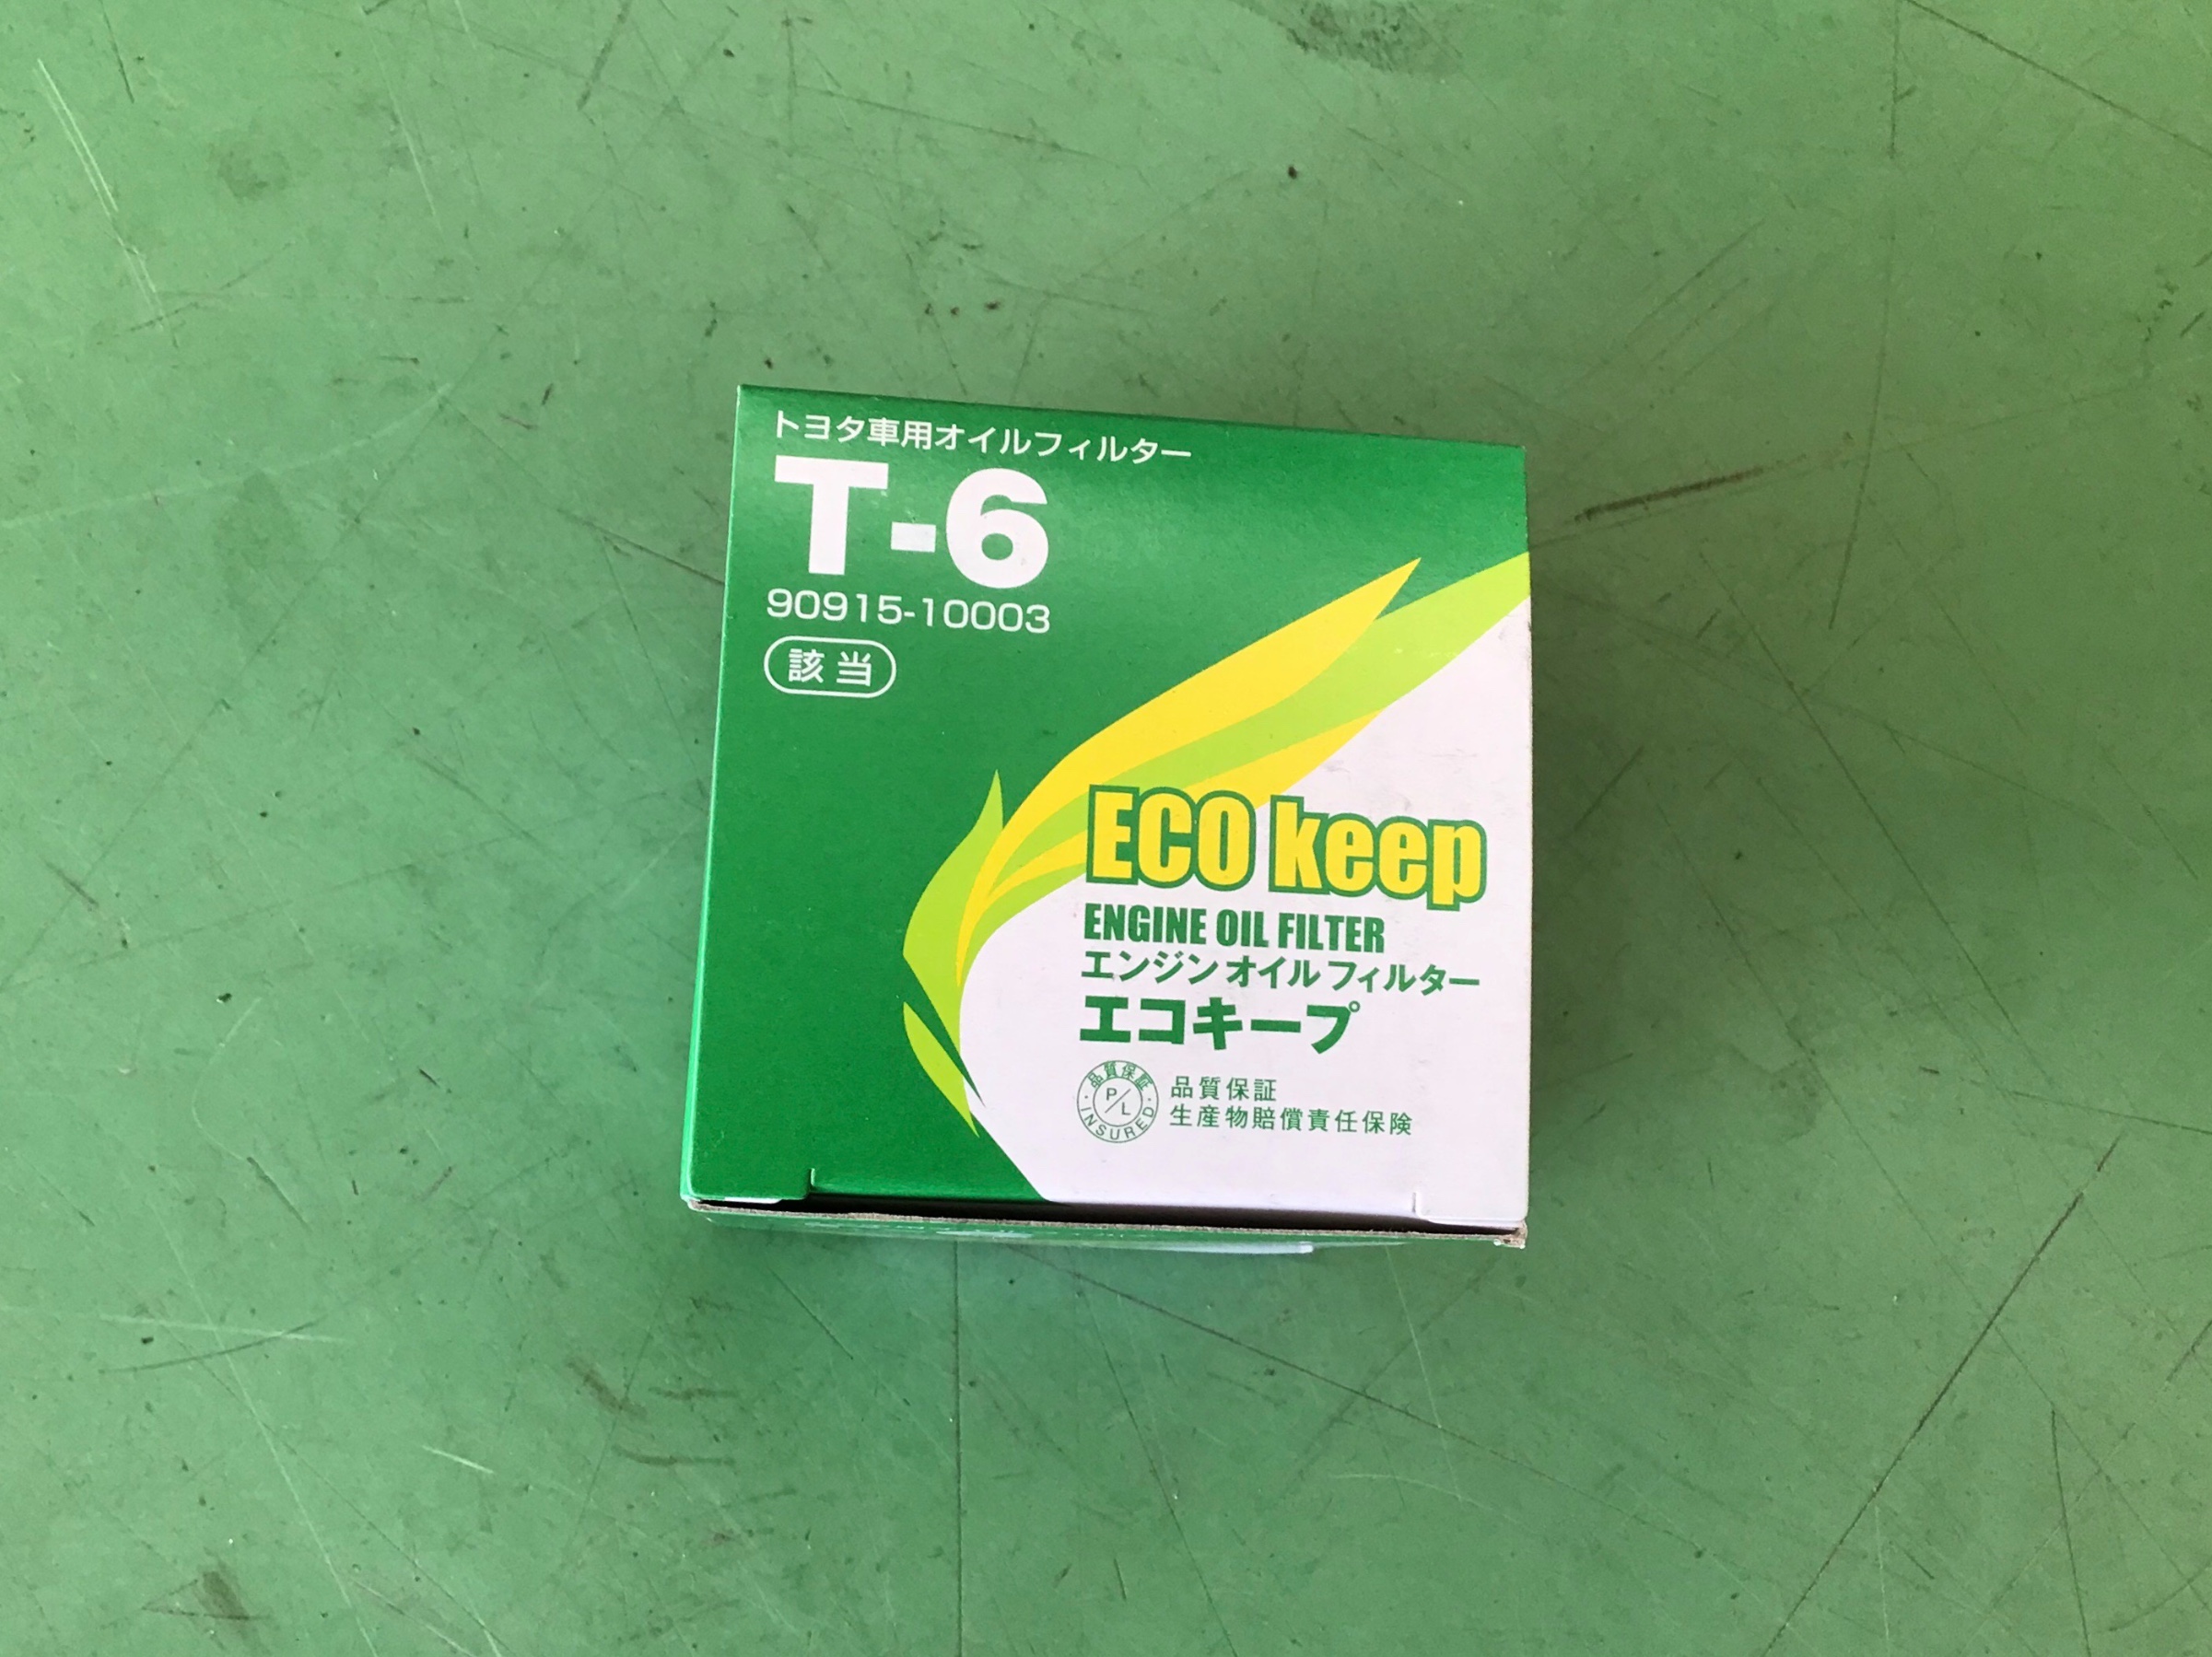 トヨタ車用オイルフィルター
T-6
90915-10003
該当
ECO keep
ENGINE OIL FILTER
エンジンオイルフィルター
エコキープ
品質保証
P/L
INSURED
品質保証
生産物賠償責任保険